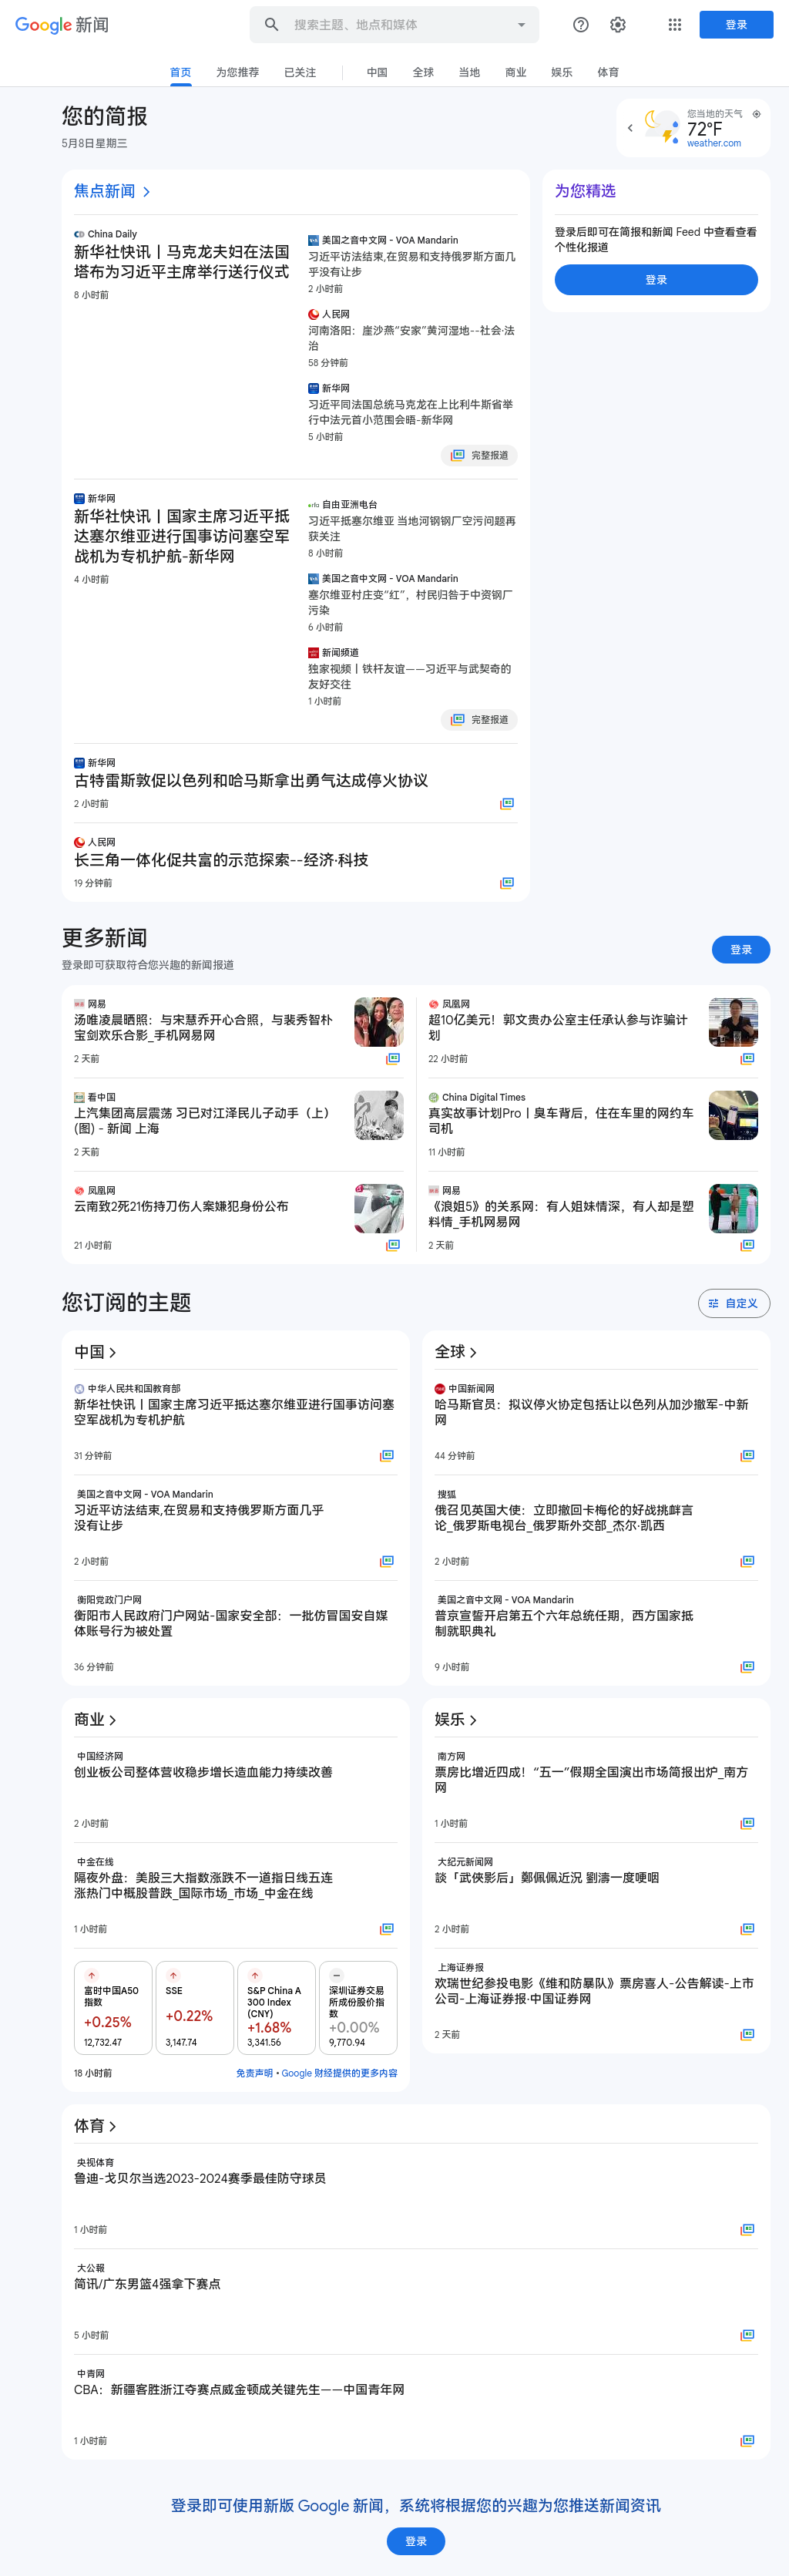 Google 新闻
搜索主题、地点和媒体
登录
首页
为您推荐
已关注
中国
全球
当地
商业
娱乐
体育
您的简报
5月8日星期三
您当地的天气
72°F
weather.com
焦点新闻
China Daily
新华社快讯丨马克龙夫妇在法国
塔布为习近平主席举行送行仪式
8 小时前
美国之音中文网 - VOA Mandarin
习近平访法结束,在贸易和支持俄罗斯方面几
乎没有让步
2 小时前
人民网
河南洛阳：崖沙燕“安家”黄河湿地--社会·法
治
58 分钟前
新华网
习近平同法国总统马克龙在上比利牛斯省举
行中法元首小范围会晤-新华网
5 小时前
完整报道
新华网
新华社快讯丨国家主席习近平抵
达塞尔维亚进行国事访问塞空军
战机为专机护航-新华网
4 小时前
自由亚洲电台
习近平抵塞尔维亚 当地河钢钢厂空污问题再
获关注
8 小时前
美国之音中文网 - VOA Mandarin
塞尔维亚村庄变“红”，村民归咎于中资钢厂
污染
6 小时前
新闻频道
独家视频丨铁杆友谊——习近平与武契奇的
友好交往
1 小时前
完整报道
新华网
古特雷斯敦促以色列和哈马斯拿出勇气达成停火协议
2 小时前
人民网
长三角一体化促共富的示范探索--经济·科技
19 分钟前
为您精选
登录后即可在简报和新闻 Feed 中查看查看
个性化报道
登录
更多新闻
登录即可获取符合您兴趣的新闻报道
登录
网易
汤唯凌晨晒照：与宋慧乔开心合照，与裴秀智朴
宝剑欢乐合影_手机网易网
2 天前
凤凰网
超10亿美元！郭文贵办公室主任承认参与诈骗计
划
22 小时前
看中国
上汽集团高层震荡 习已对江泽民儿子动手（上）
(图) - 新闻 上海
2 天前
China Digital Times
真实故事计划Pro丨臭车背后，住在车里的网约车
司机
11 小时前
凤凰网
云南致2死21伤持刀伤人案嫌犯身份公布
21 小时前
网易
《浪姐5》的关系网：有人姐妹情深，有人却是塑
料情_手机网易网
2 天前
您订阅的主题
自定义
中国
中华人民共和国教育部
新华社快讯丨国家主席习近平抵达塞尔维亚进行国事访问塞
空军战机为专机护航
31 分钟前
美国之音中文网 - VOA Mandarin
习近平访法结束,在贸易和支持俄罗斯方面几乎
没有让步
2 小时前
衡阳党政门户网
衡阳市人民政府门户网站-国家安全部：一批仿冒国安自媒
体账号行为被处置
36 分钟前
全球
中国新闻网
哈马斯官员：拟议停火协定包括让以色列从加沙撤军-中新
网
44 分钟前
搜狐
俄召见英国大使：立即撤回卡梅伦的好战挑衅言
论_俄罗斯电视台_俄罗斯外交部_杰尔·凯西
2 小时前
美国之音中文网 - VOA Mandarin
普京宣誓开启第五个六年总统任期，西方国家抵
制就职典礼
9 小时前
商业
中国经济网
创业板公司整体营收稳步增长造血能力持续改善
2 小时前
中金在线
隔夜外盘：美股三大指数涨跌不一道指日线五连
涨热门中概股普跌_国际市场_市场_中金在线
1 小时前
富时中国A50
指数
+0.25%
12,732.47
SSE
+0.22%
3,147.74
S&P China A
300 Index
(CNY)
+1.68%
3,341.56
深圳证券交易
所成份股价指
数
+0.00%
9,770.94
18 小时前
免责声明 • Google 财经提供的更多内容
娱乐
南方网
票房比增近四成！“五一”假期全国演出市场简报出炉_南方
网
1 小时前
大纪元新闻网
談「武俠影后」鄭佩佩近況 劉濤一度哽咽
2 小时前
上海证券报
欢瑞世纪参投电影《维和防暴队》票房喜人-公告解读-上市
公司-上海证券报·中国证券网
2 天前
体育
央视体育
鲁迪-戈贝尔当选2023-2024赛季最佳防守球员
1 小时前
大公報
简讯/广东男篮4强拿下赛点
5 小时前
中青网
CBA：新疆客胜浙江夺赛点威金顿成关键先生——中国青年网
1 小时前
登录即可使用新版 Google 新闻，系统将根据您的兴趣为您推送新闻资讯
登录